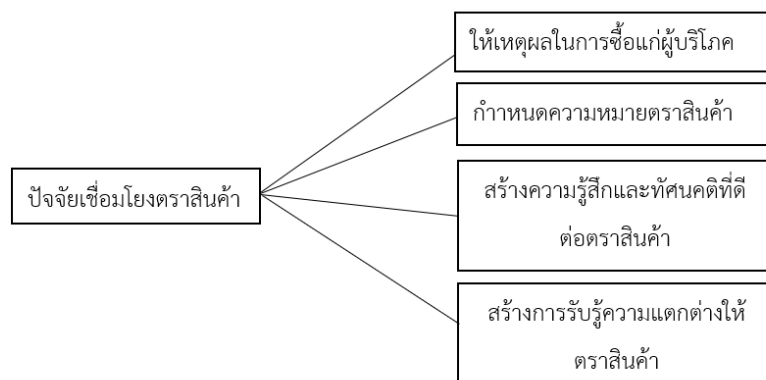 ให้เหตุผลในการซื้อแก่ผู้บริโภค
กำาหนดความหมายตราสินค้า
ปัจจัยเชื่อมโยงตราสินค้า
สร้างความรู้สึกและทัศนคติที่ดี
ต่อตราสินค้า
สร้างการรับรู้ความแตกต่างให้
ตราสินค้า